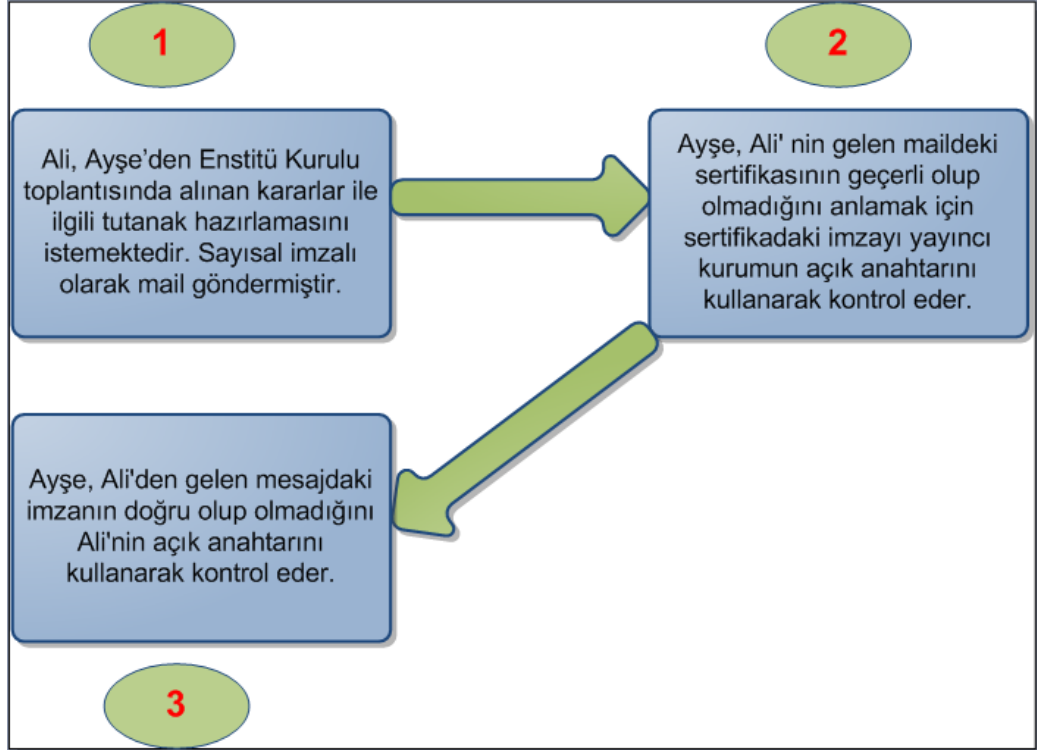 1
Ali, Ayşe’den Enstitü Kurulu
toplantısında alınan kararlar ile
ilgili tutanak hazırlamasını
istemektedir. Sayısal imzalı
olarak mail göndermiştir.
2
Ayşe, Ali' nin gelen maildeki
sertifikasının geçerli olup
olmadığını anlamak için
sertifikadaki imzayı yayıncı
kurumun açık anahtarını
kullanarak kontrol eder.
Ayşe, Ali'den gelen mesajdaki
imzanın doğru olup olmadığını
Ali'nin açık anahtarını
kullanarak kontrol eder.
3